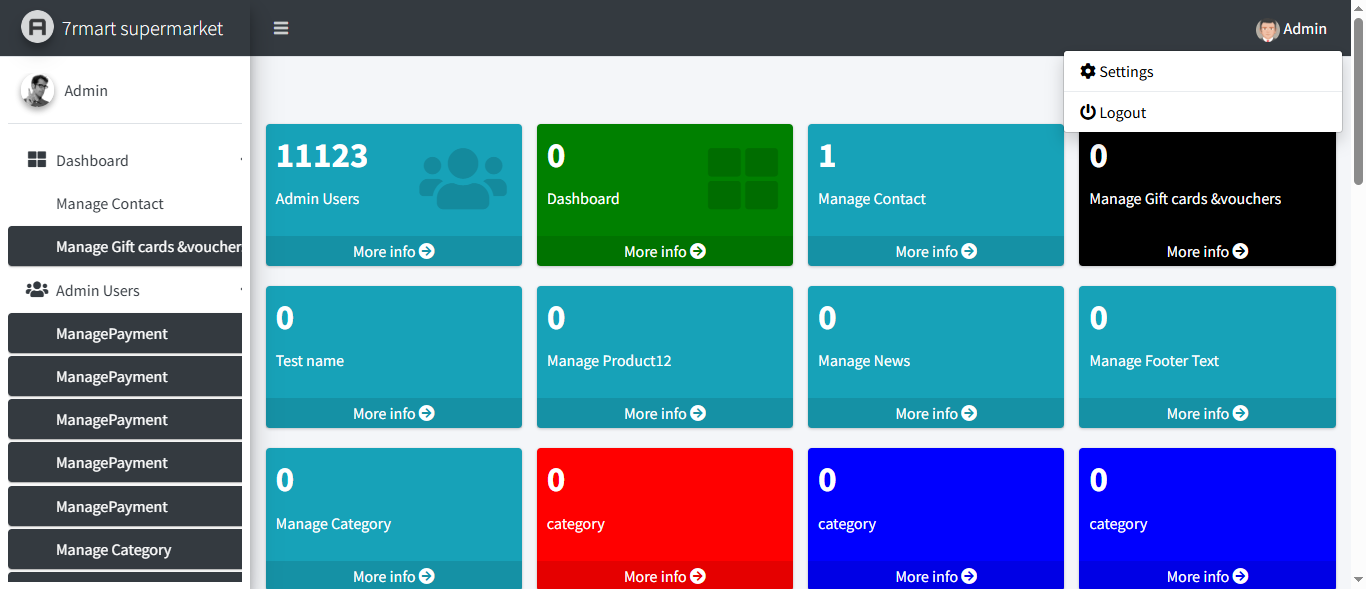 7rmart supermarket
Admin
Settings
Logout
Admin
Dashboard
Manage Contact
Manage Gift cards &voucher
Admin Users
ManagePayment
ManagePayment
ManagePayment
ManagePayment
ManagePayment
Manage Category
11123
Admin Users
More info
0
Dashboard
More info
1
Manage Contact
More info
0
Manage Gift cards &vouchers
More info
0
Test name
More info
0
Manage Product12
More info
0
Manage News
More info
0
Manage Footer Text
More info
0
Manage Category
More info
0
category
More info
0
category
More info
0
category
More info